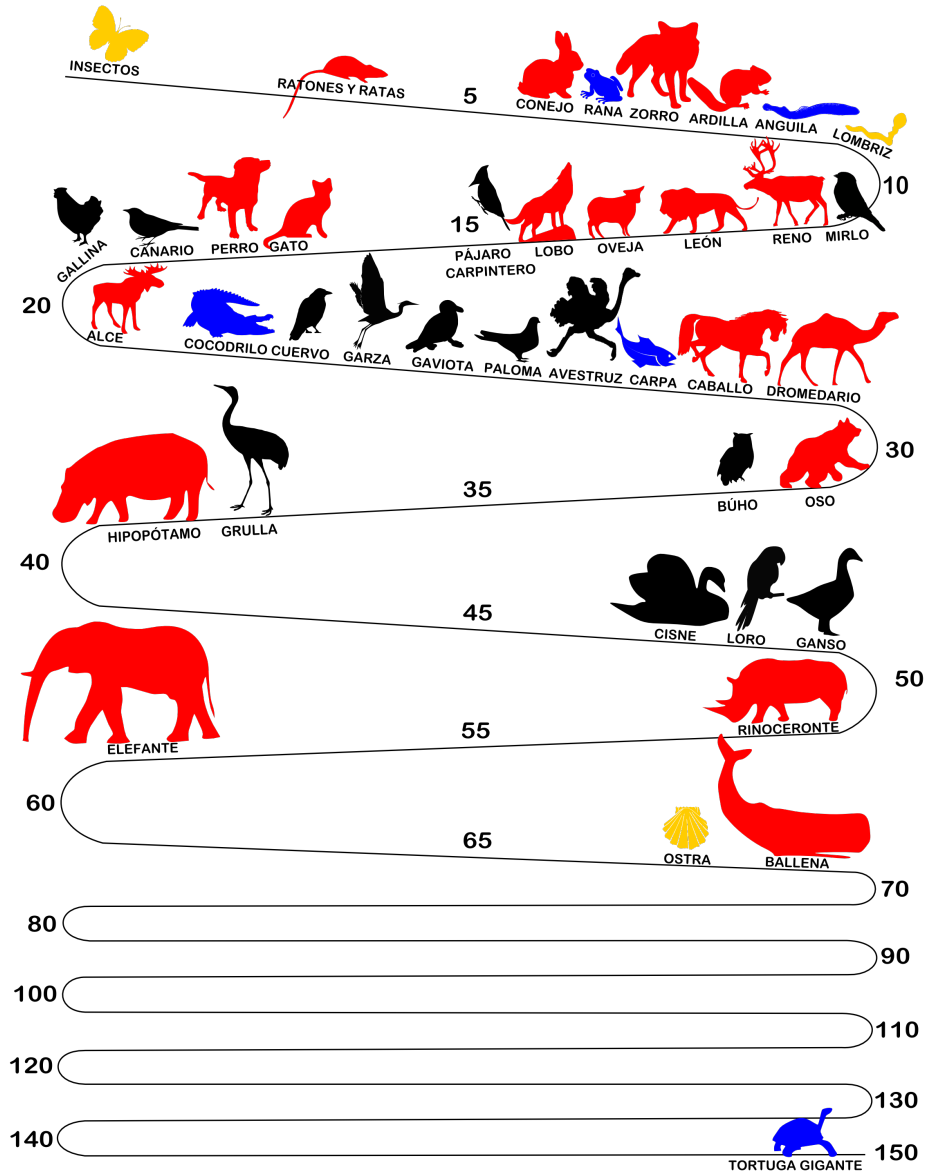 INSECTOS
RATONES Y RATAS
5
CONEJO
RANA
ZORRO
ARDILLA
ANGUILA
LOMBRIZ
10
GALLINA
CANARIO
PERRO
GATO
15
PÁJARO
CARPINTERO
LOBO
OVEJA
LEÓN
RENO
MIRLO
20
ALCE
COCODRILO
CUERVO
GARZA
GAVIOTA
PALOMA
AVESTRUZ
CARPA
CABALLO
DROMEDARIO
30
HIPOPÓTAMO
GRULLA
35
BÚHO
OSO
40
45
CISNE
LORO
GANSO
50
ELEFANTE
55
RINOCERONTE
60
65
OSTRA
BALLENA
70
80
90
100
110
120
130
140
150
TORTUGA GIGANTE